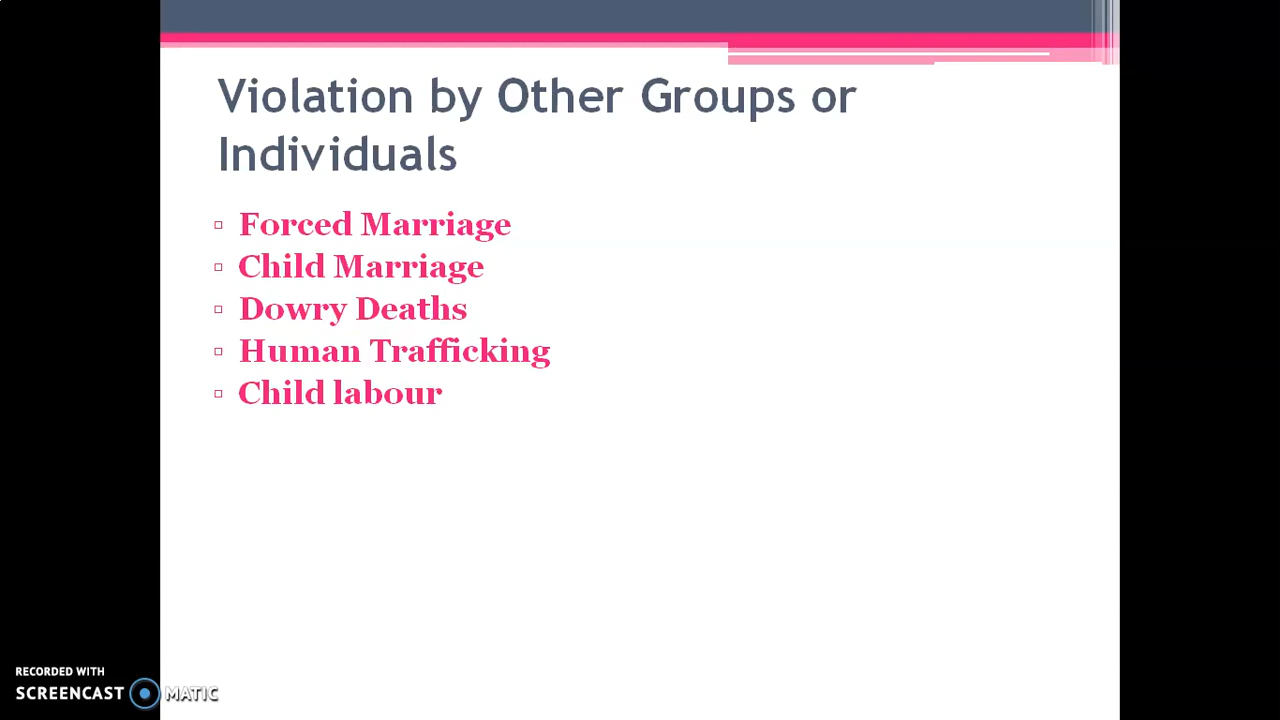 Violation by Other Groups or
Individuals
Forced Marriage
Child Marriage
Dowry Deaths
Human Trafficking
Child labour
RECORDED WITH
SCREENCAST MATIC